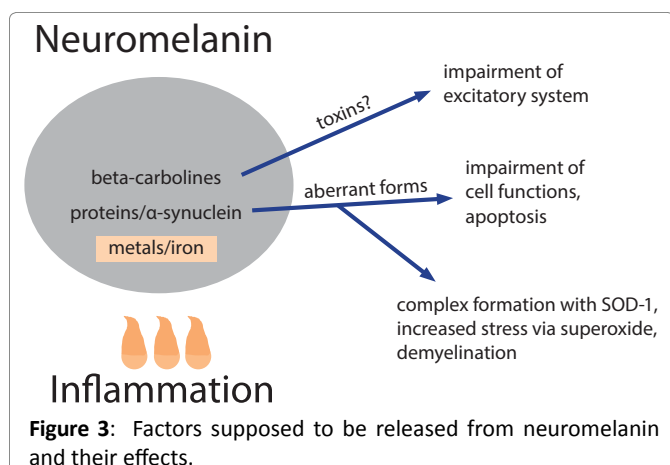 Neuromelanin
impairment of
excitatory system
toxins?
beta-carbolines
impairment of
cell functions,
apoptosis
aberrant forms
proteins/α-synuclein
metals/iron
complex formation with SOD-1,
increased stress via superoxide,
demyelination
Inflammation
Figure 3: Factors supposed to be released from neuromelanin
and their effects.